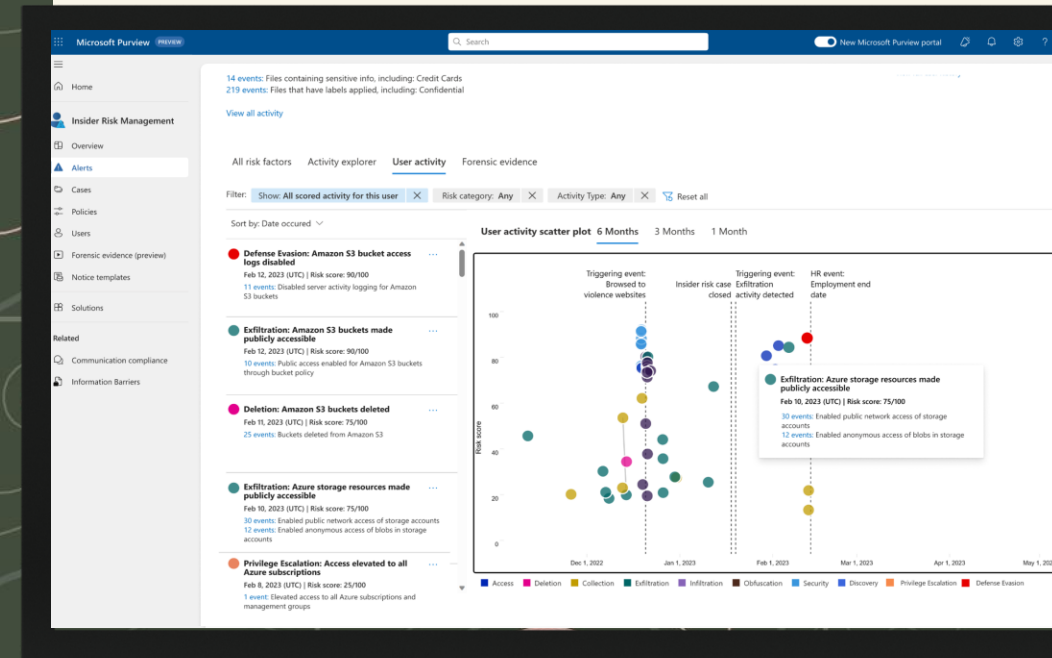 Microsoft Purview PREVIEW
Search
New Microsoft Purview portal
?
Home
Insider Risk Management
Overview
Alerts
Cases
Policies
Users
Forensic evidence (preview)
Notice templates
Solutions
Related
Communication compliance
Information Barriers
14 events: Files containing sensitive info, including: Credit Cards
219 events: Files that have labels applied, including: Confidential
View all activity
All risk factors Activity explorer User activity Forensic evidence
Filter: Show: All scored activity for this user Risk category: Any Activity Type: Any Reset all
Sort by: Date occured
Defense Evasion: Amazon S3 bucket access
logs disabled
Feb 12, 2023 (UTC) | Risk score: 90/100
11 events: Disabled server activity logging for Amazon
S3 buckets
Exfiltration: Amazon S3 buckets made
publicly accessible
Feb 12, 2023 (UTC) | Risk score: 90/100
10 events: Public access enabled for Amazon S3 buckets
through bucket policy
Deletion: Amazon S3 buckets deleted
Feb 11, 2023 (UTC) | Risk score: 75/100
25 events: Buckets deleted from Amazon S3
Exfiltration: Azure storage resources made
publicly accessible
Feb 10, 2023 (UTC) | Risk score: 75/100
30 events: Enabled public network access of storage accounts
12 events: Enabled anonymous access of blobs in storage
accounts
Privilege Escalation: Access elevated to all
Azure subscriptions
Feb 8, 2023 (UTC) | Risk score: 25/100
1 event: Elevated access to all Azure subscriptions and
management groups
User activity scatter plot 6 Months 3 Months 1 Month
Triggering event:
Browsed to
violence websites
Insider risk case
closed
Triggering event:
Exfiltration
activity detected
HR event:
Employment end
date
100
80
60
40
20
0
Risk score
Exfiltration: Azure storage resources made
publicly accessible
Feb 10, 2023 (UTC) | Risk score: 75/100
30 events: Enabled public network access of storage
accounts
12 events: Enabled anonymous access of blobs in storage
accounts
Dec 1, 2022 Jan 1, 2023 Feb 1, 2023 Mar 1, 2023 Apr 1, 2023 May 1, 202
Access Deletion Collection Exfiltration Infiltration Obfuscation Security Discovery Privilege Escalation Defense Evasion